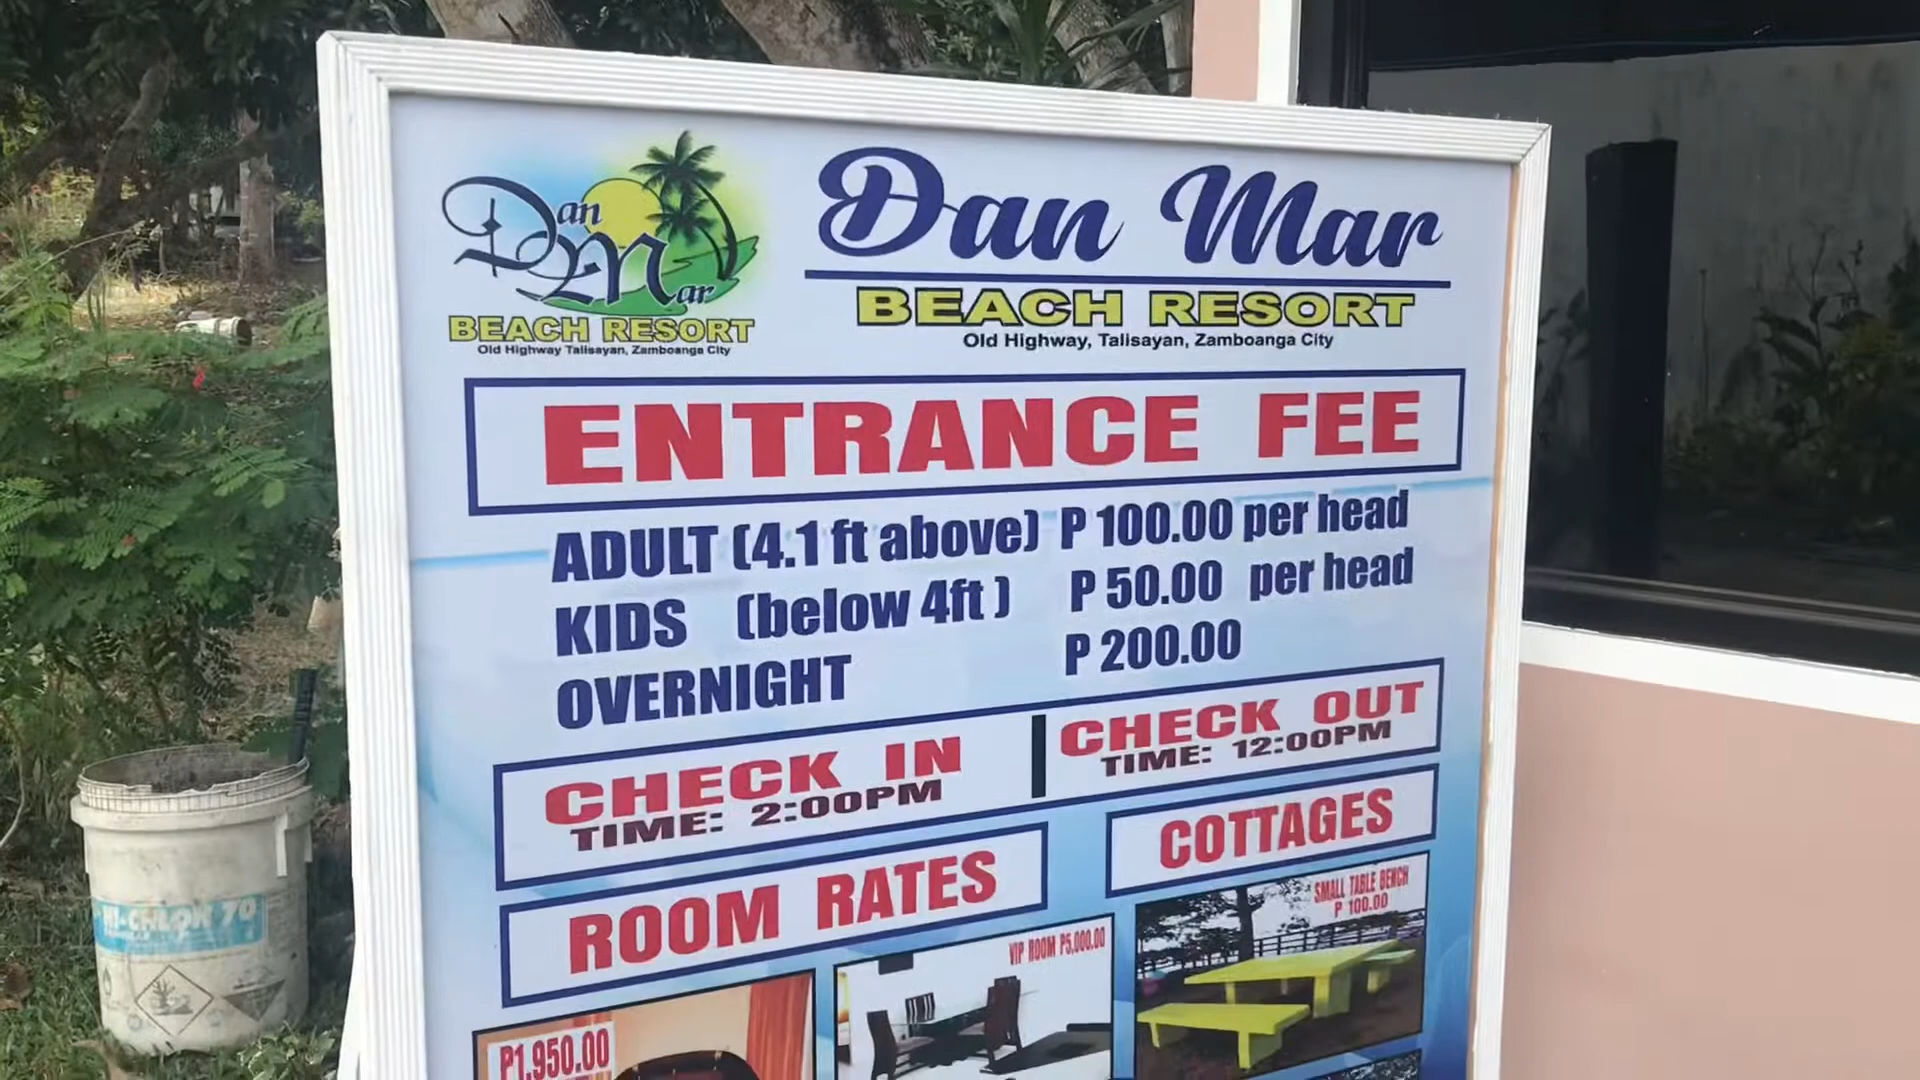 Dan Mar
BEACH RESORT
Old Highway Talisayan, Zamboanga City
Dan Mar
BEACH RESORT
Old Highway, Talisayan, Zamboanga City
ENTRANCE FEE
ADULT (4.1 ft above) P 100.00 per head
KIDS (below 4ft ) P 50.00 per head
OVERNIGHT P 200.00
CHECK IN
TIME: 2:00PM
CHECK OUT
TIME: 12:00PM
ROOM RATES
COTTAGES
P1,950.00
VIP ROOM P5,000.00
SMALL TABLE BENCH
P 100.00
HI-CHLON 70